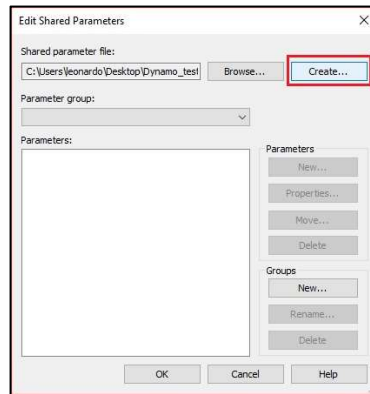 Edit Shared Parameters
Shared parameter file:
C:\Users\leonardo\Desktop\Dynamo_test
Browse...
Create...
Parameter group:
Parameters:
Parameters
New...
Properties...
Move...
Delete
Groups
New...
Rename...
Delete
OK
Cancel
Help